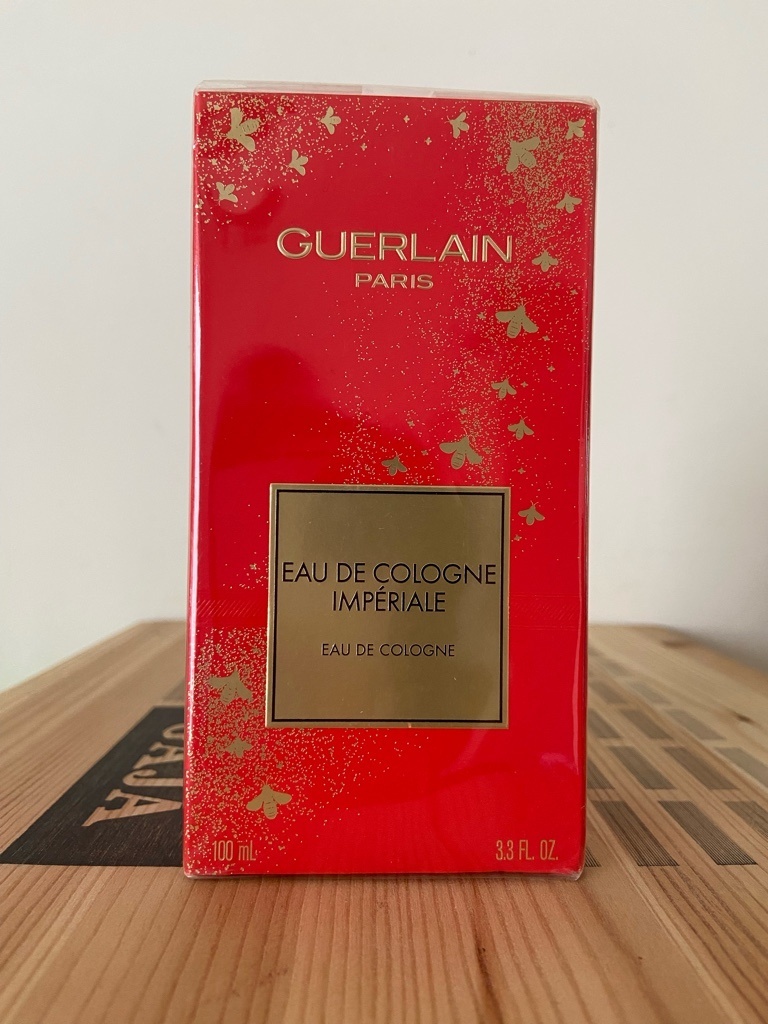 GUERLAIN
PARIS
EAU DE COLOGNE
IMPÉRIALE
EAU DE COLOGNE
100 mL
3.3 FL. OZ.